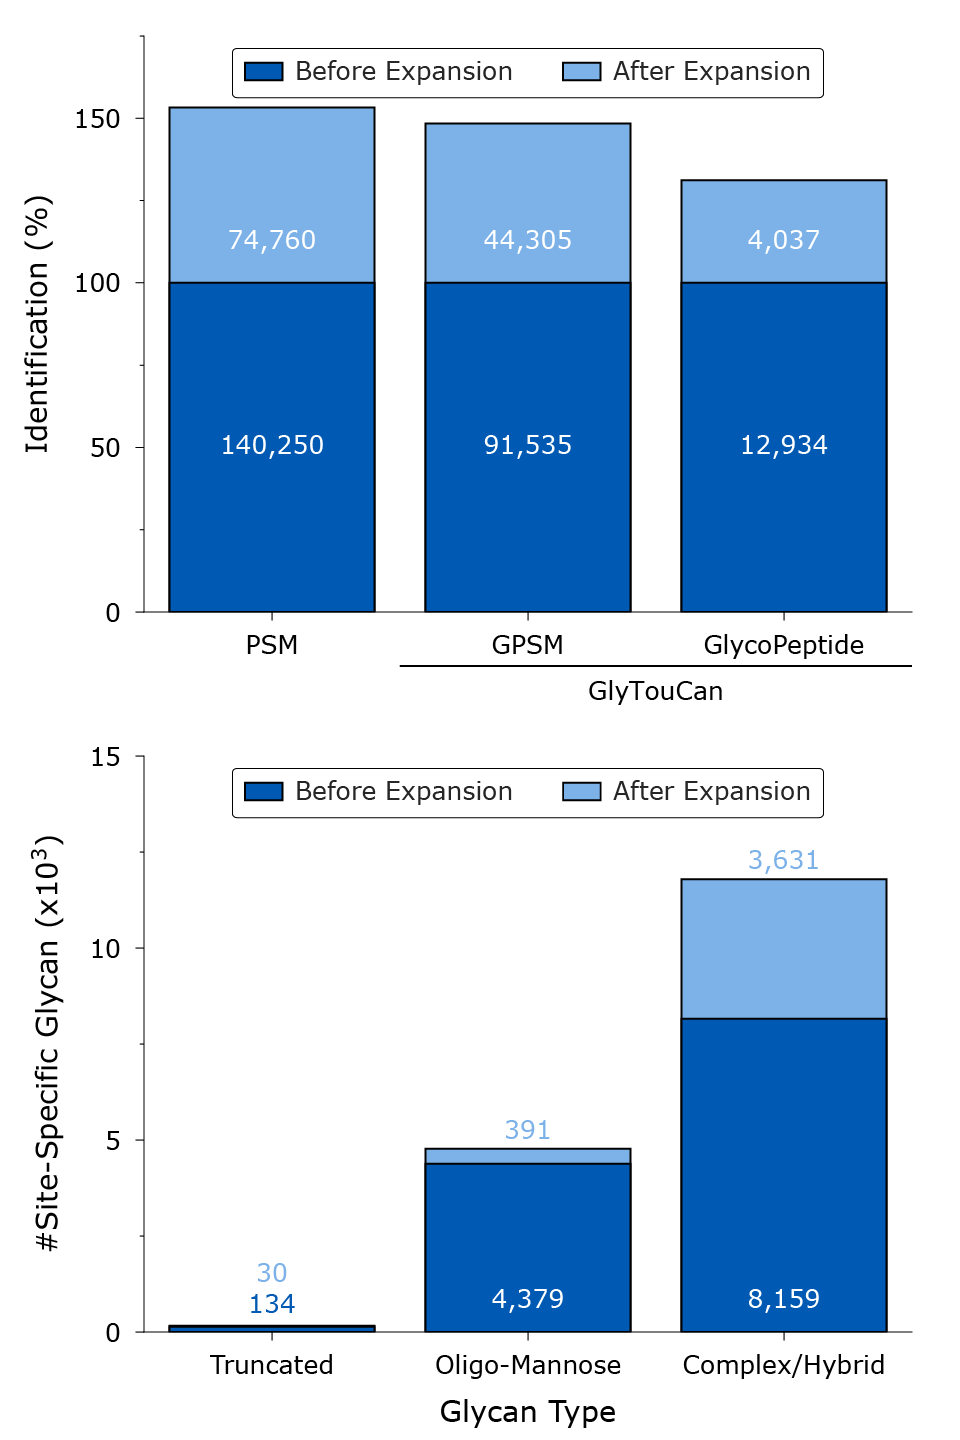 Before Expansion
After Expansion
Identification (%)
150
100
50
0
74,760
44,305
4,037
140,250
91,535
12,934
PSM
GPSM
GlycoPeptide
GlyTouCan
Before Expansion
After Expansion
#Site-Specific Glycan (x10³)
15
10
5
0
3,631
391
30
134
4,379
8,159
Truncated
Oligo-Mannose
Complex/Hybrid
Glycan Type